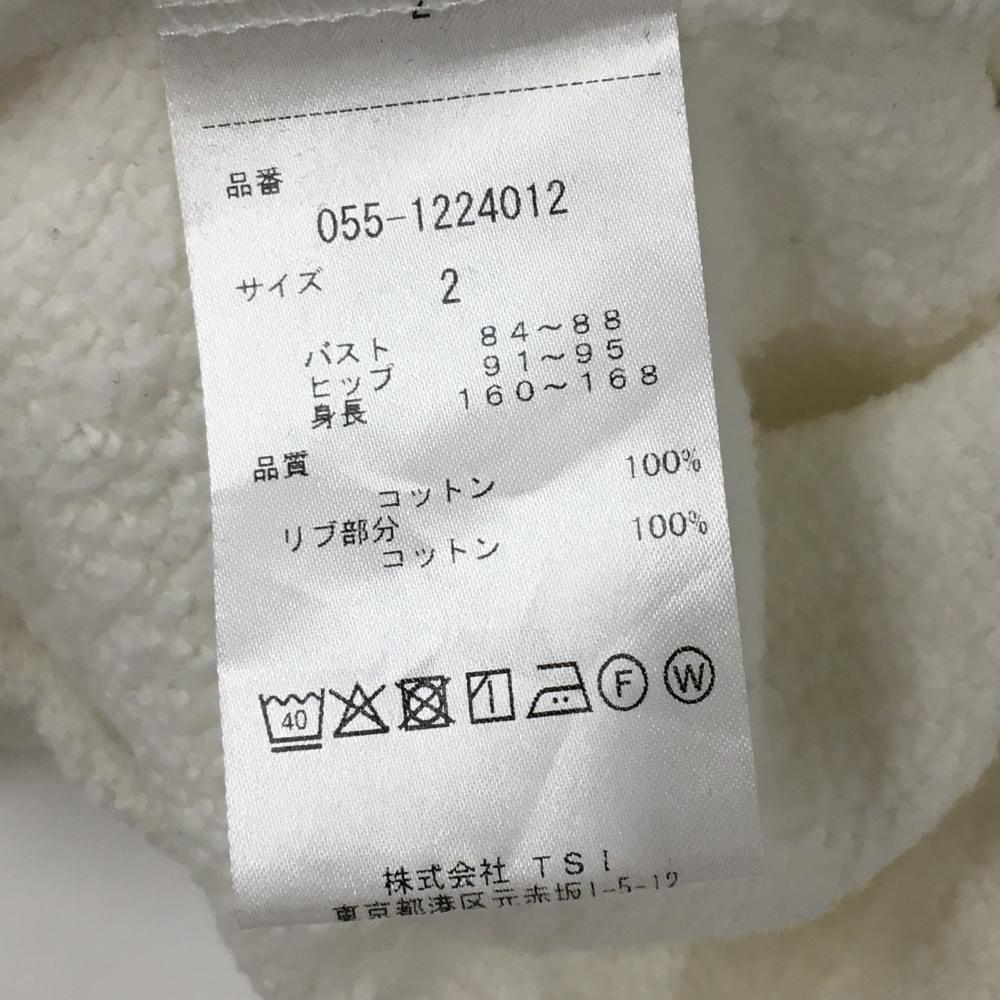 2
品番
055-1224012
サイズ 2
バスト 84〜88
ヒップ 91〜95
身長 160〜168
品質
コットン 100%
リブ部分
コットン 100%
40 F W
株式会社 TSI
東京都港区元赤坂1-5-12